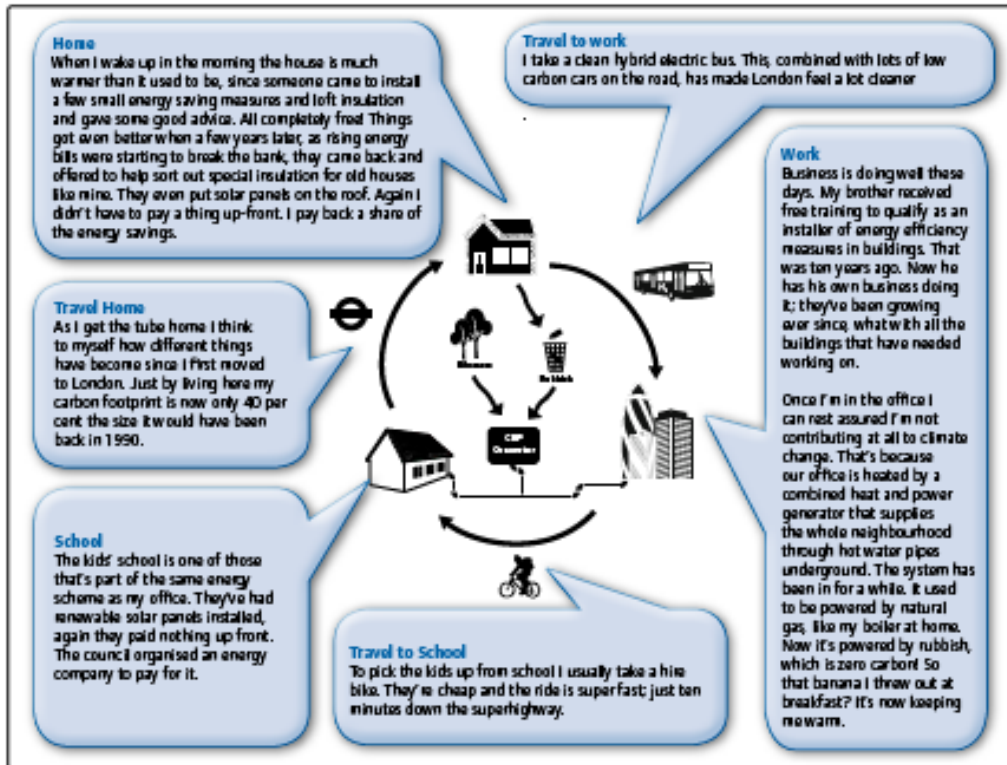 Home
When I wake up in the morning the house is much
warmer than it used to be, since someone came to install
a few small energy saving measures and loft insulation
and gave some good advice. All completely free! Things
got even better when a few years later, as rising energy
bills were starting to break the bank, they came back and
offered to help sort out special insulation for old houses
like mine. They even put solar panels on the roof. Again I
didn't have to pay a thing up-front. I pay back a share of
the energy savings.
Travel to work
I take a clean hybrid electric bus. This, combined with lots of low
carbon cars on the road, has made London feel a lot cleaner
Work
Business is doing well these
days. My brother received
free training to qualify as an
installer of energy efficiency
measures in buildings. That
was ten years ago. Now he
has his own business doing
it; they've been growing
ever since, what with all the
buildings that have needed
working on.
Once I'm in the office I
can rest assured I'm not
contributing at all to climate
change. That's because
our office is heated by a
combined heat and power
generator that supplies
the whole neighbourhood
through hot water pipes
underground. The system has
been in for a while. It used
to be powered by natural
gas, like my boiler at home.
Now it's powered by rubbish,
which is zero carbon! So
that banana I threw out at
breakfast? It's now keeping
me warm.
Travel Home
As I get the tube home I think
to myself how different things
have become since I first moved
to London. Just by living here my
carbon footprint is now only 40 per
cent the size it would have been
back in 1990.
School
The kids' school is one of those
that's part of the same energy
scheme as my office. They've had
renewable solar panels installed,
again they paid nothing up front.
The council organised an energy
company to pay for it.
Travel to School
To pick the kids up from school I usually take a hire
bike. They're cheap and the ride is super fast; just ten
minutes down the superhighway.